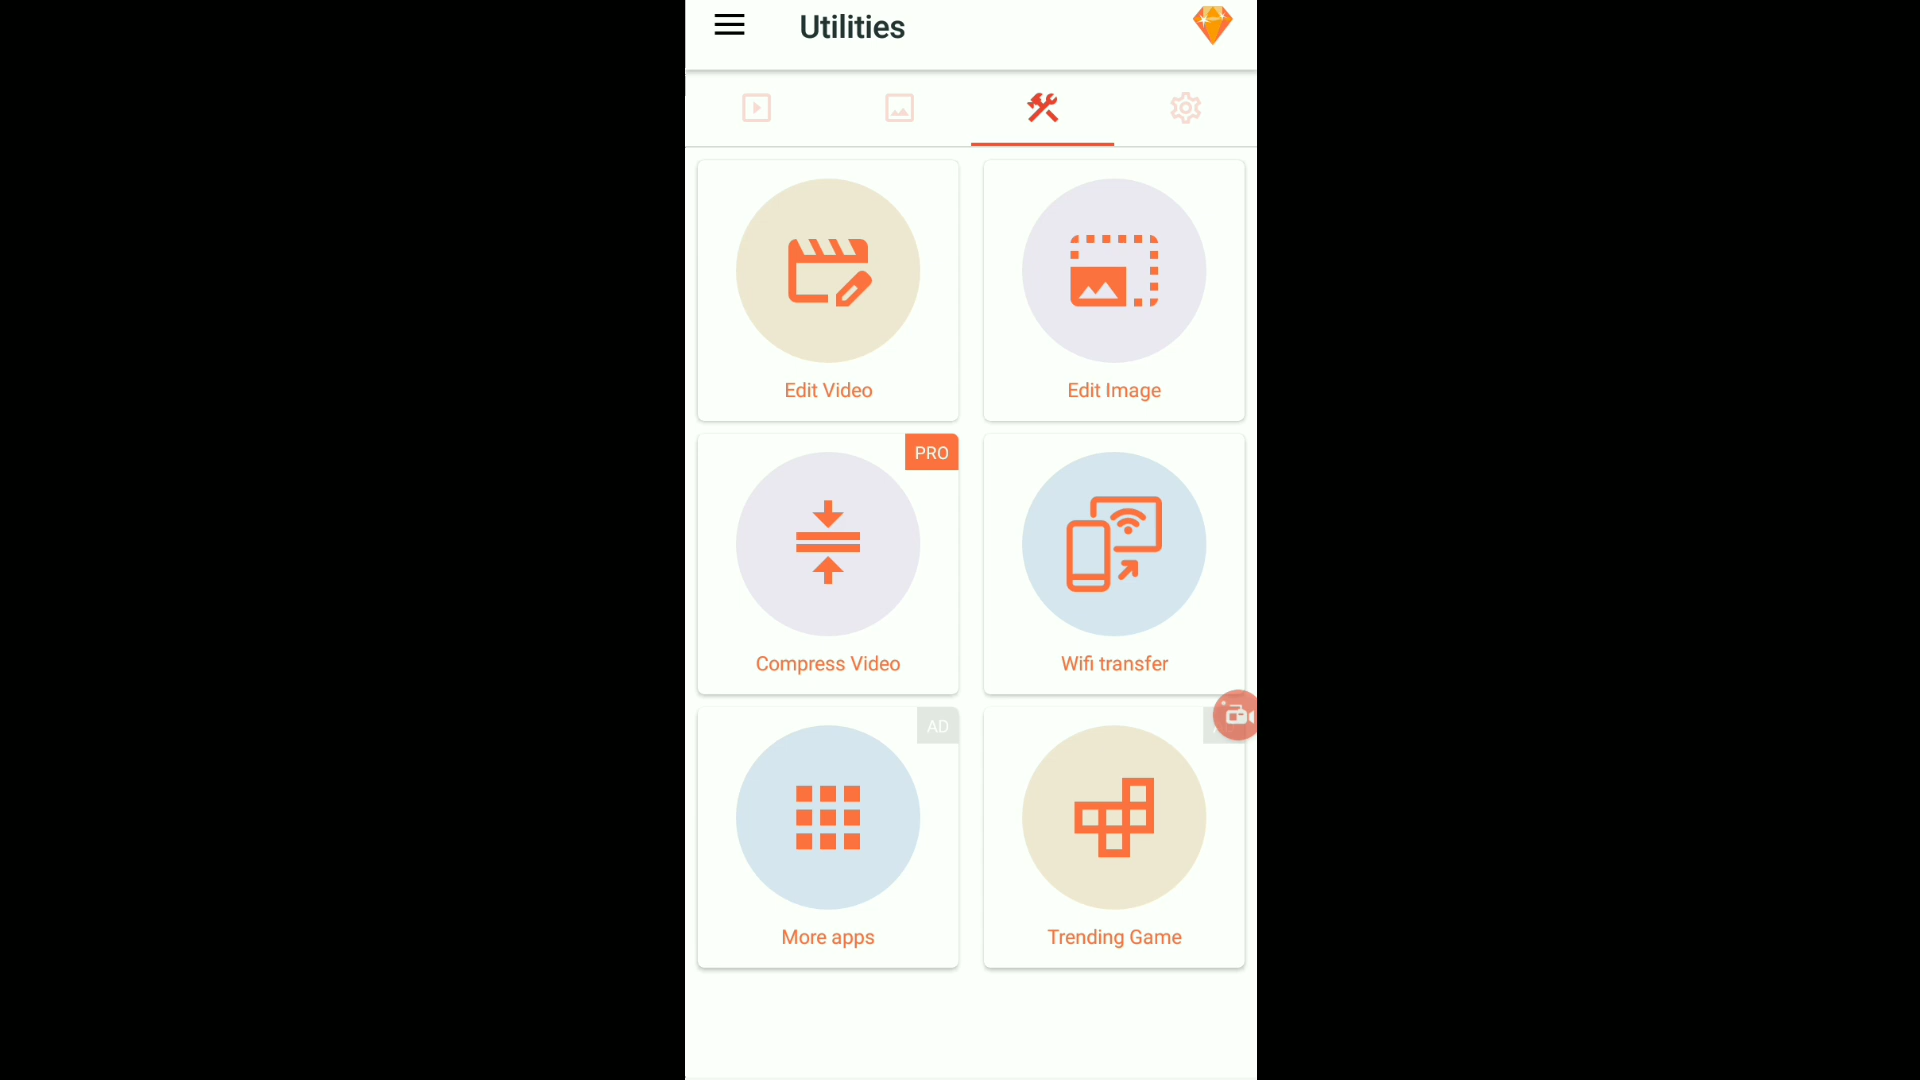 Utilities
Edit Video
Edit Image
PRO
Compress Video
Wifi transfer
AD
More apps
Trending Game